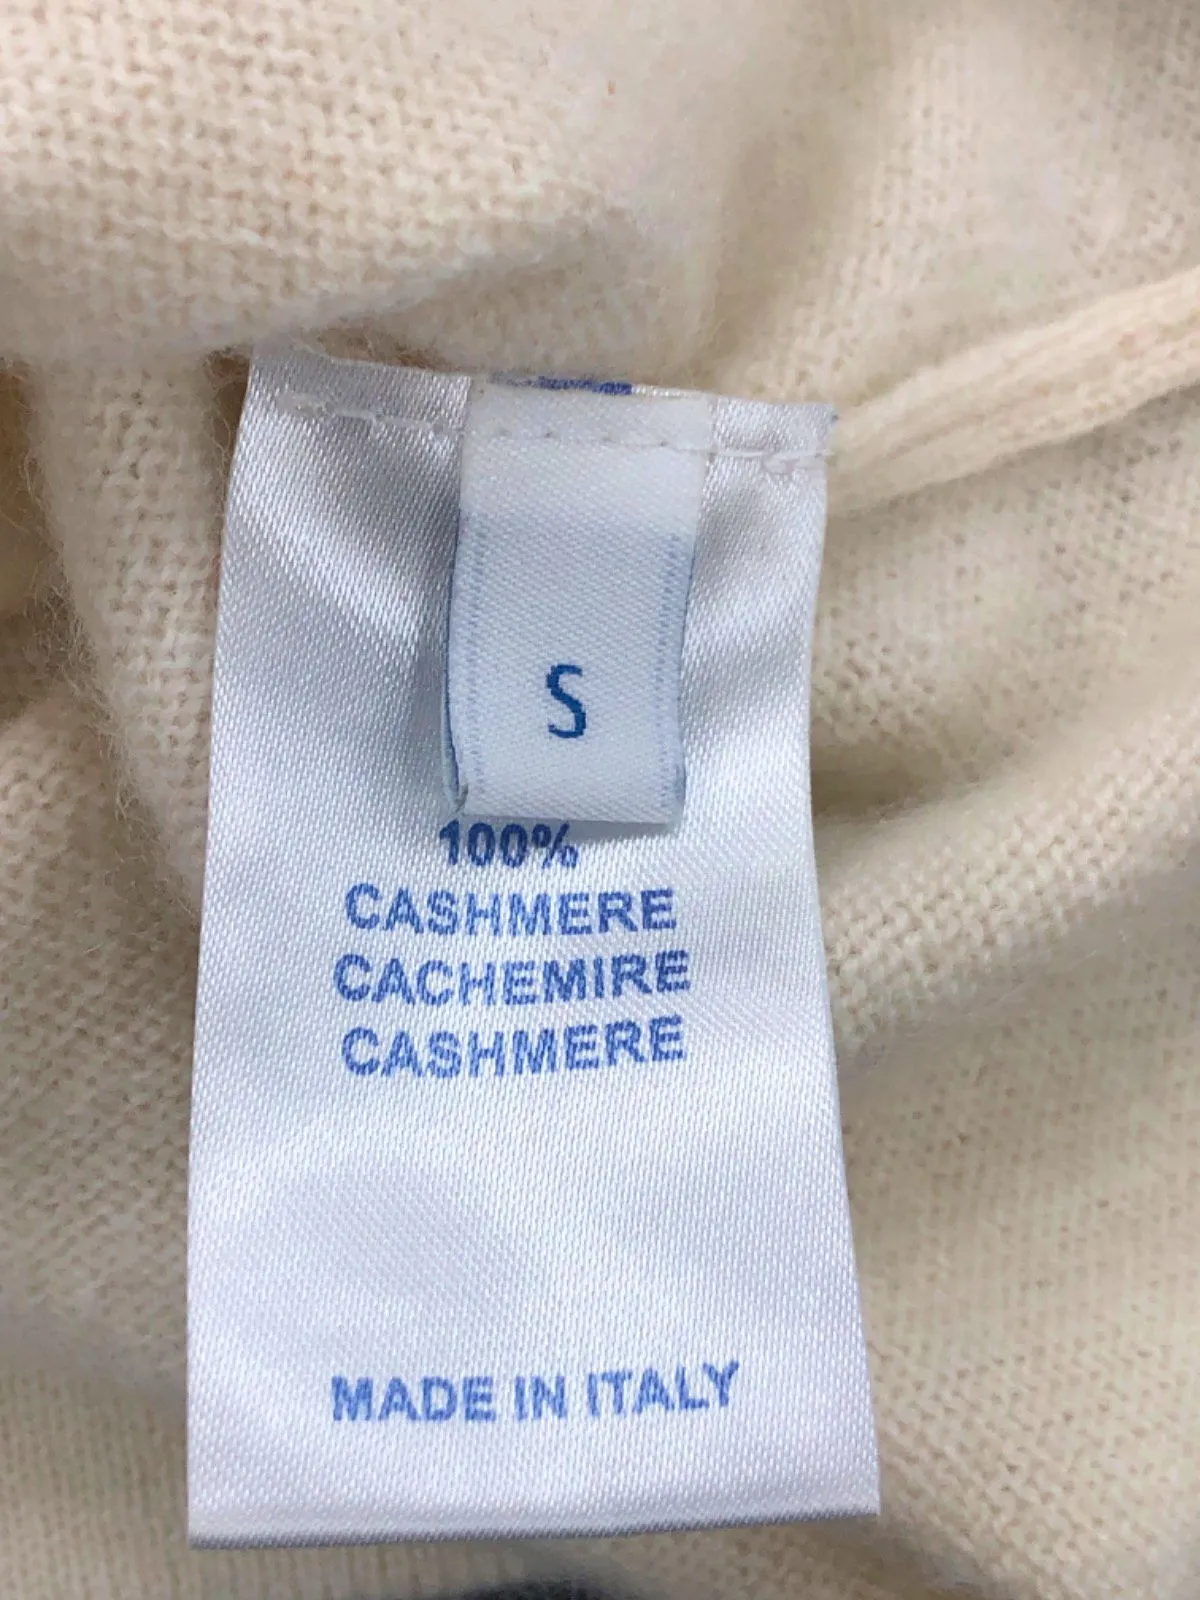 S
100%
CASHMERE
CACHEMIRE
CASHMERE
MADE IN ITALY